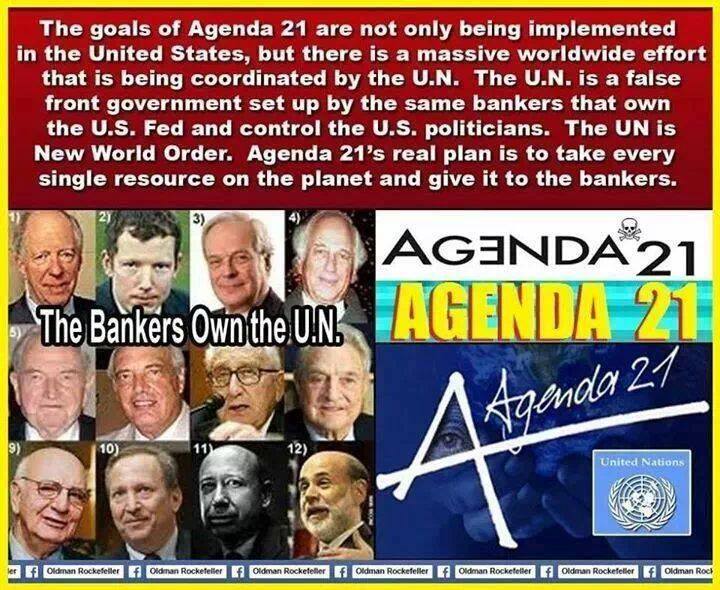 The goals of Agenda 21 are not only being implemented
in the United States, but there is a massive worldwide effort
that is being coordinated by the U.N. The U.N. is a false
front government set up by the same bankers that own
the U.S. Fed and control the U.S. politicians. The UN is
New World Order. Agenda 21's real plan is to take every
single resource on the planet and give it to the bankers.
1) 2) 3) 4)
AGƎNDA 21
AGENDA 21
The Bankers Own the U.N.
5)
Agenda 21
9) 10) 11) 12)
United Nations
ler f Oldman Rockefeller f Oldman Rockefeller f Oldman Rockefeller f Oldman Rockefeller f Oldman Rockefeller f Oldman Rockefeller f Oldman Rock